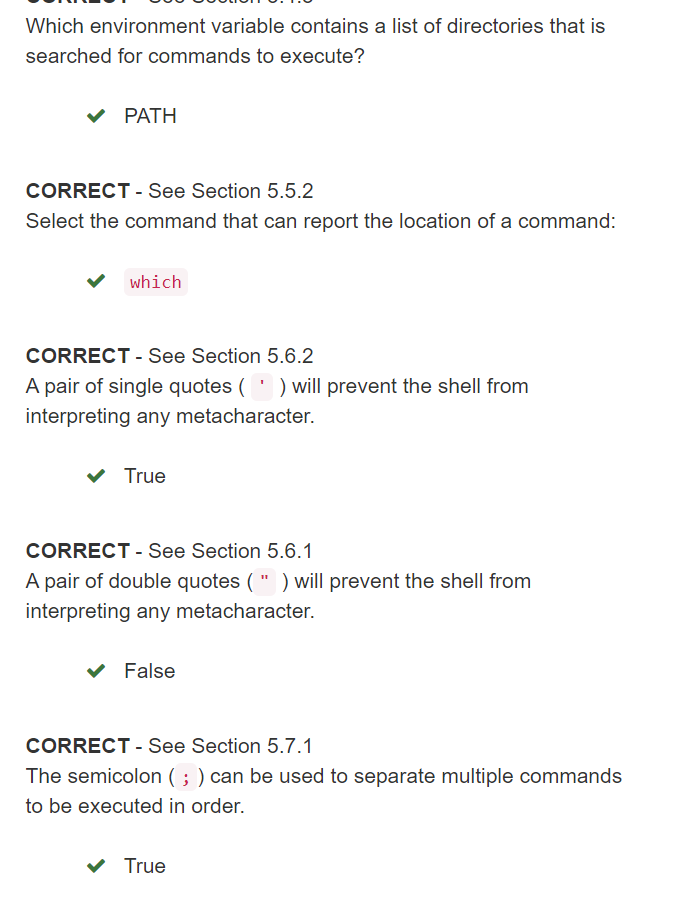 Which environment variable contains a list of directories that is
searched for commands to execute?
PATH
CORRECT - See Section 5.5.2
Select the command that can report the location of a command:
which
CORRECT - See Section 5.6.2
A pair of single quotes ( ' ) will prevent the shell from
interpreting any metacharacter.
True
CORRECT - See Section 5.6.1
A pair of double quotes ( " ) will prevent the shell from
interpreting any metacharacter.
False
CORRECT - See Section 5.7.1
The semicolon ( ; ) can be used to separate multiple commands
to be executed in order.
True